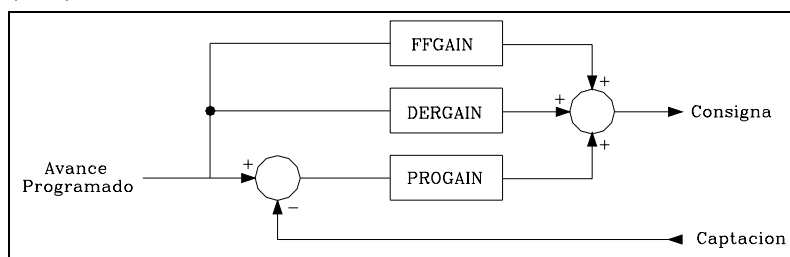 FFGAIN
+
+
DERGAIN
Consigna
Avance
Programado
+
PROGAIN
+
−
Captacion